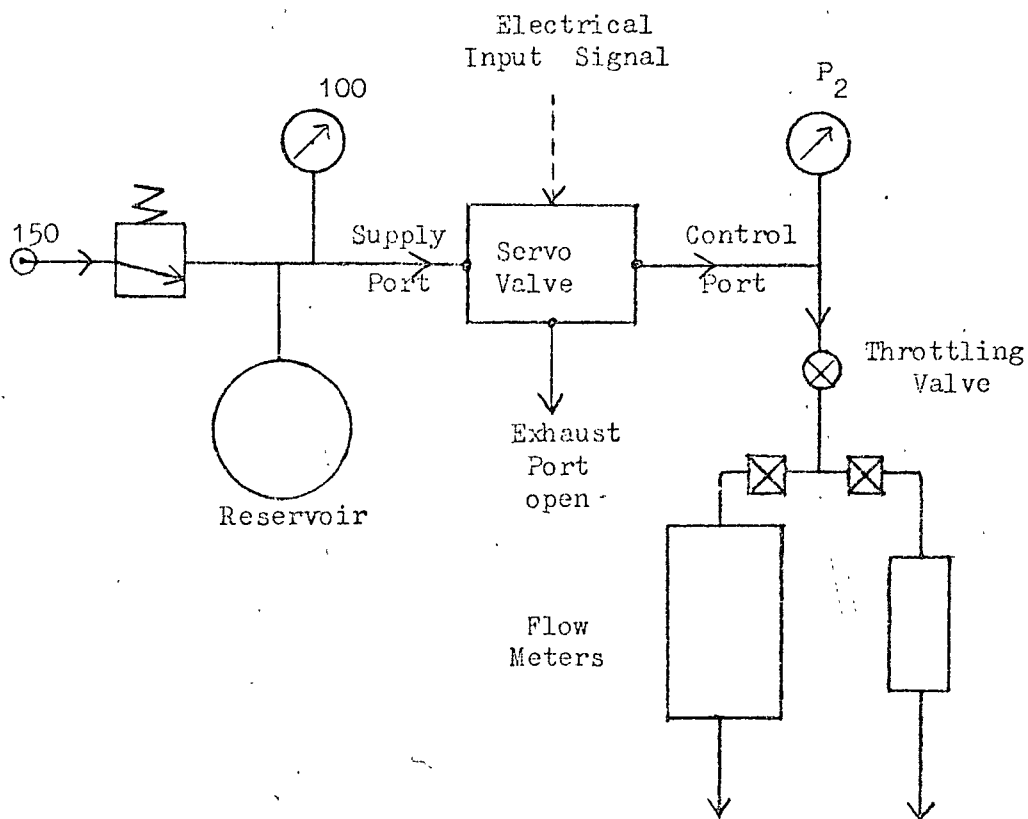 Electrical
Input Signal
100
P2
150
Supply
Port
Servo
Valve
Control
Port
Throttling
Valve
Exhaust
Port
open
Reservoir
Flow
Meters